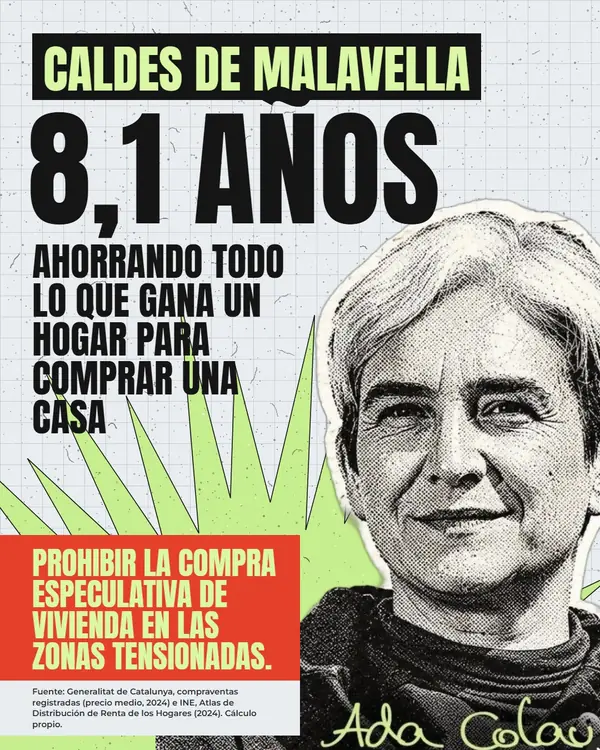 CALDES DE MALAVELLA
8,1 AÑOS
AHORRANDO TODO
LO QUE GANA UN
HOGAR PARA
COMPRAR UNA
CASA
PROHIBIR LA COMPRA
ESPECULATIVA DE
VIVIENDA EN LAS
ZONAS TENSIONADAS.
Fuente: Generalitat de Catalunya, compraventas
registradas (precio medio, 2024) e INE, Atlas de
Distribución de Renta de los Hogares (2024). Cálculo
propio.
Ada Colau